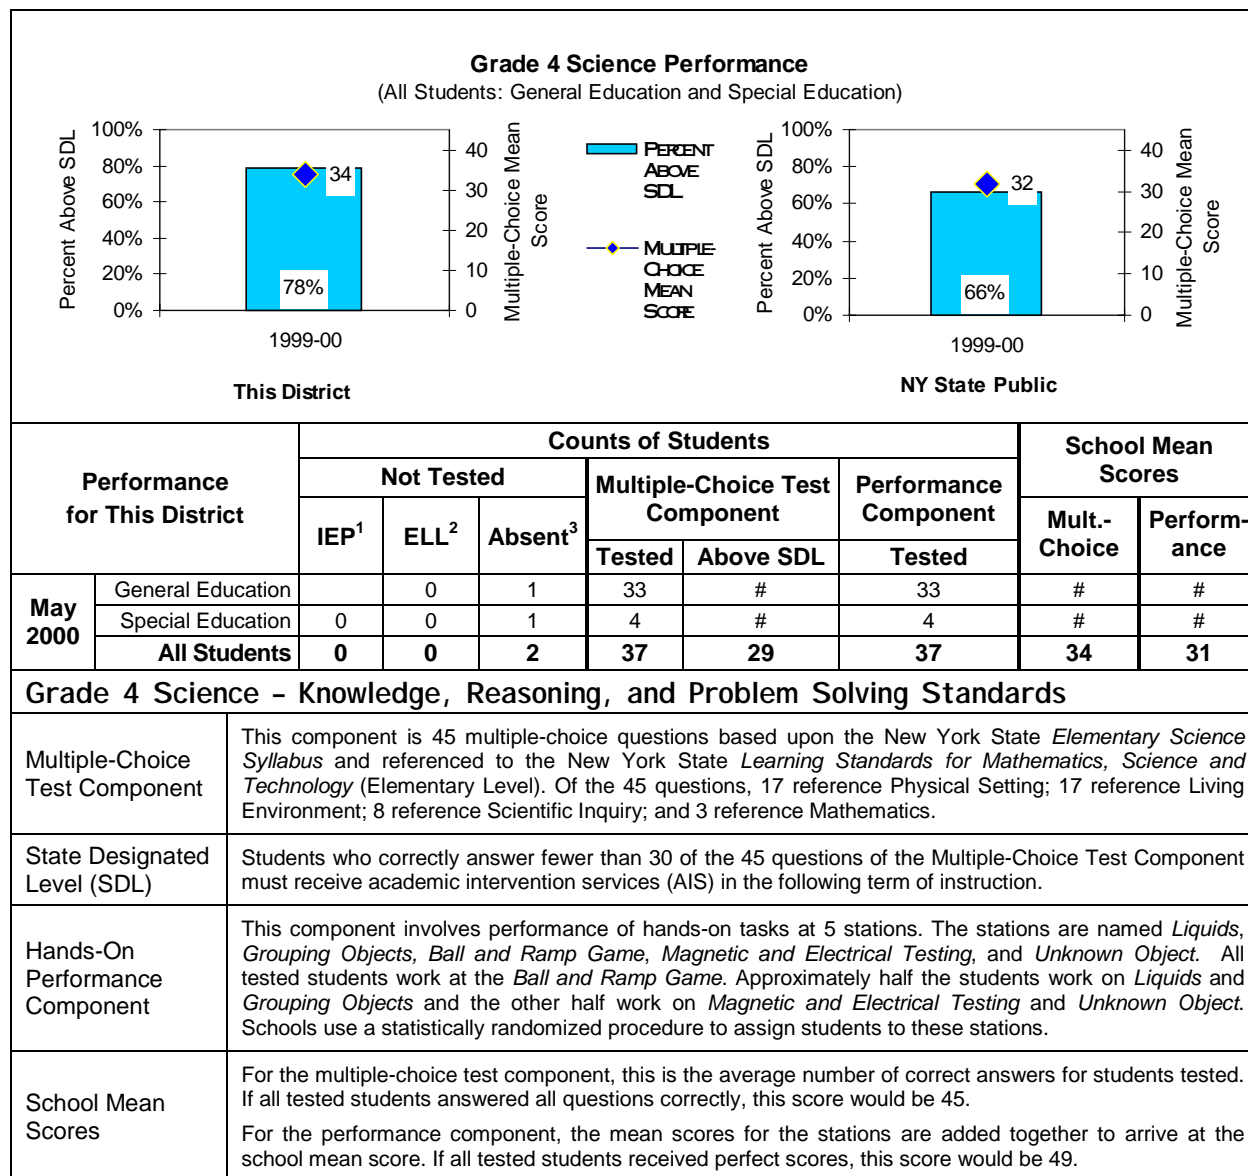 Grade 4 Science Performance
(All Students: General Education and Special Education)
Percent Above SDL
100%
80%
60%
40%
20%
0%
34
78%
1999-00
40
30
20
10
0
Multiple-Choice Mean
Score
This District
PERCENT
ABOVE
SDL
MULTIPLE-
CHOICE
MEAN
SCORE
Percent Above SDL
100%
80%
60%
40%
20%
0%
32
66%
1999-00
40
30
20
10
0
Multiple-Choice Mean
Score
NY State Public
Performance
for This District
Counts of Students
School Mean
Scores
Not Tested
Multiple-Choice Test
Component
Performance
Component
IEP1 ELL2 Absent3
Tested Above SDL Tested
Mult.-
Choice
Perform-
ance
May
2000
General Education 0 1 33 # 33 # #
Special Education 0 0 1 4 # 4 # #
All Students 0 0 2 37 29 37 34 31
Grade 4 Science – Knowledge, Reasoning, and Problem Solving Standards
Multiple-Choice
Test Component
This component is 45 multiple-choice questions based upon the New York State Elementary Science
Syllabus and referenced to the New York State Learning Standards for Mathematics, Science and
Technology (Elementary Level). Of the 45 questions, 17 reference Physical Setting; 17 reference Living
Environment; 8 reference Scientific Inquiry; and 3 reference Mathematics.
State Designated
Level (SDL)
Students who correctly answer fewer than 30 of the 45 questions of the Multiple-Choice Test Component
must receive academic intervention services (AIS) in the following term of instruction.
Hands-On
Performance
Component
This component involves performance of hands-on tasks at 5 stations. The stations are named Liquids,
Grouping Objects, Ball and Ramp Game, Magnetic and Electrical Testing, and Unknown Object. All
tested students work at the Ball and Ramp Game. Approximately half the students work on Liquids and
Grouping Objects and the other half work on Magnetic and Electrical Testing and Unknown Object.
Schools use a statistically randomized procedure to assign students to these stations.
School Mean
Scores
For the multiple-choice test component, this is the average number of correct answers for students tested.
If all tested students answered all questions correctly, this score would be 45.
For the performance component, the mean scores for the stations are added together to arrive at the
school mean score. If all tested students received perfect scores, this score would be 49.